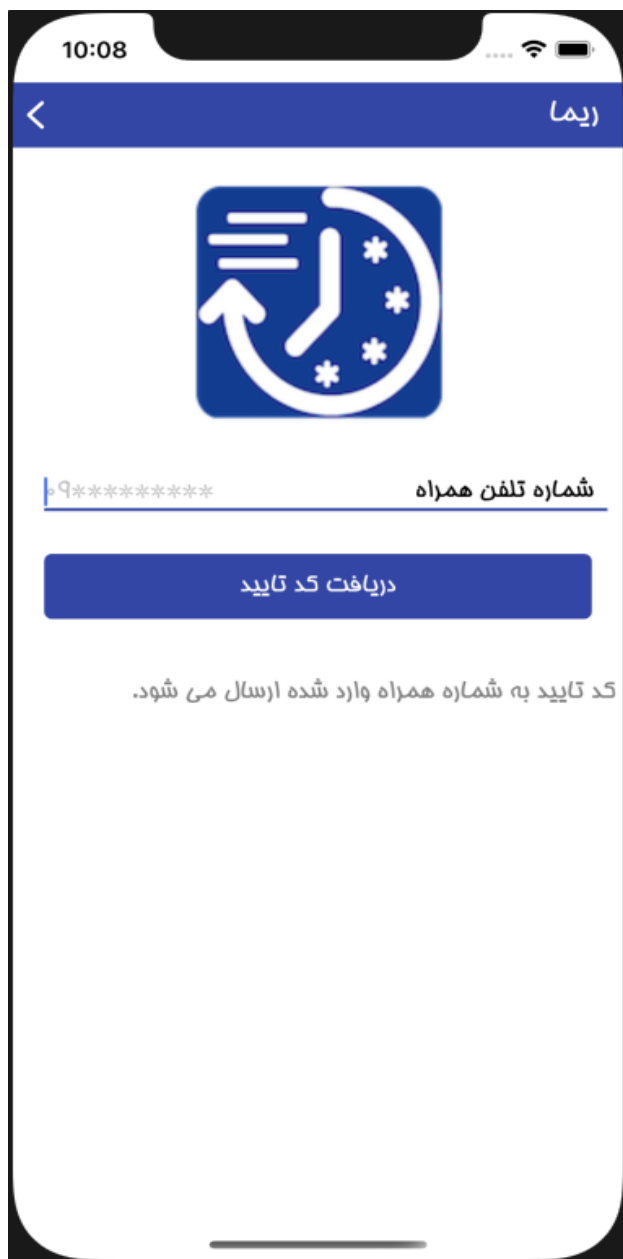 10:08
ریما
شماره تلفن همراه ۰۹*********
دریافت کد تایید
کد تایید به شماره همراه وارد شده ارسال می شود.